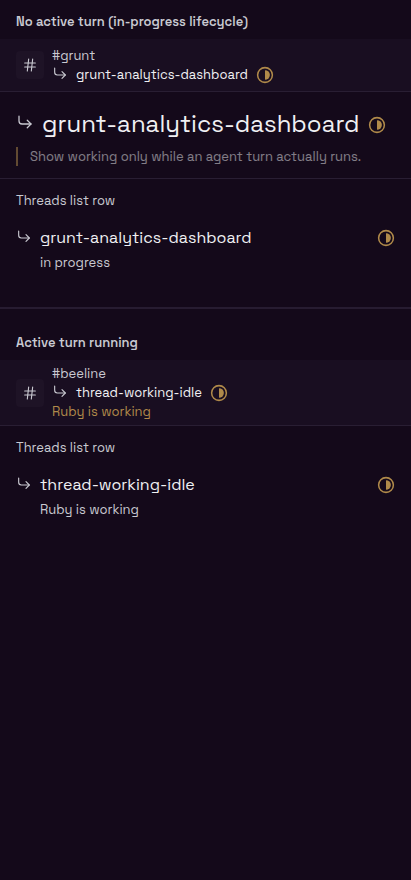 No active turn (in-progress lifecycle)
#grunt
# ↳ grunt-analytics-dashboard
↳ grunt-analytics-dashboard
Show working only while an agent turn actually runs.
Threads list row
↳ grunt-analytics-dashboard
in progress
Active turn running
#beeline
# ↳ thread-working-idle
Ruby is working
Threads list row
↳ thread-working-idle
Ruby is working